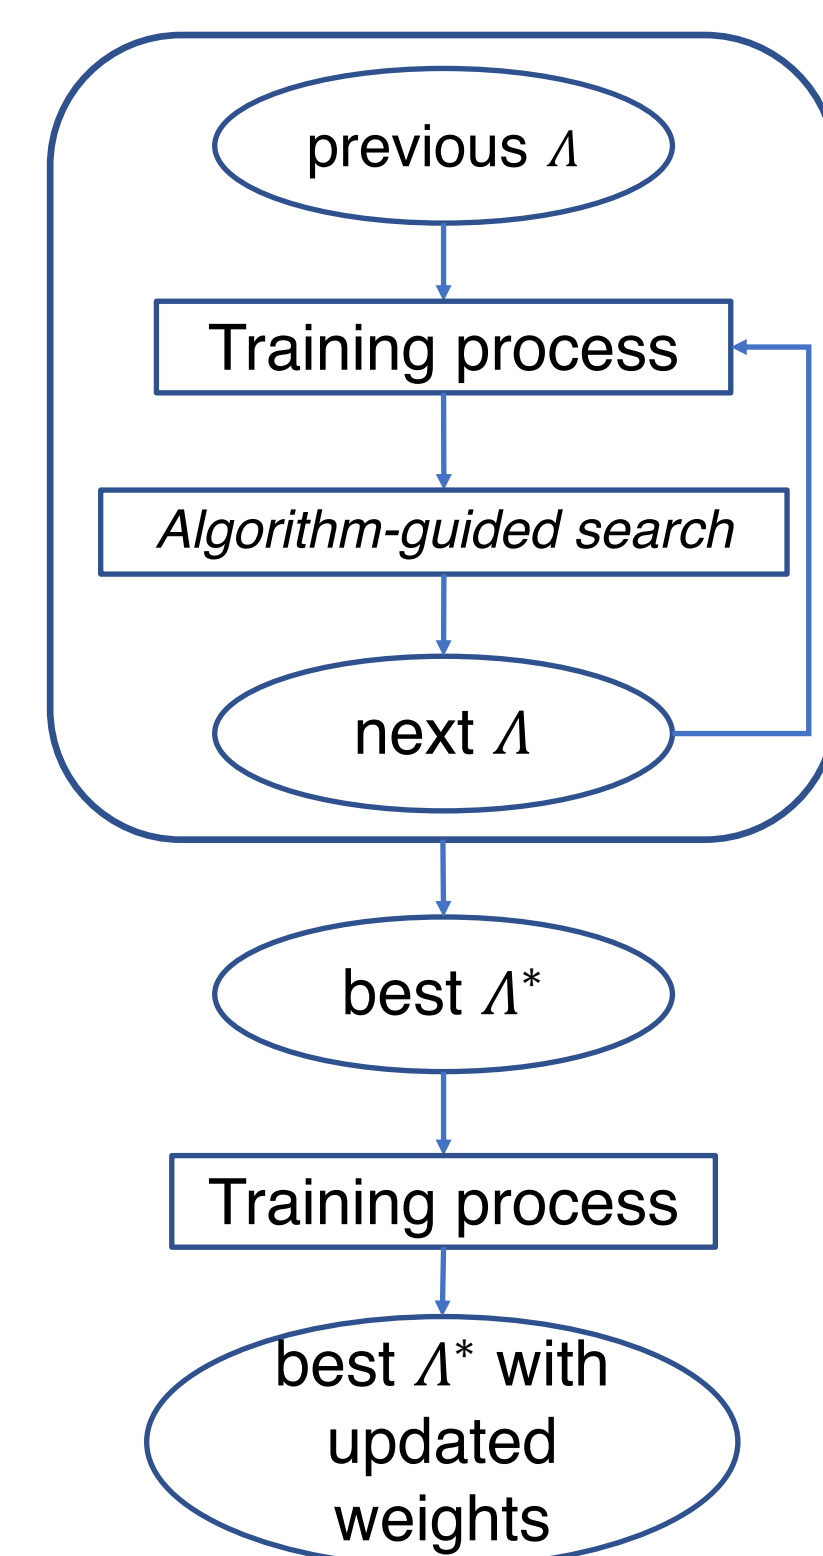 previous Λ
Training process
Algorithm-guided search
next Λ
best Λ*
Training process
best Λ* with
updated
weights